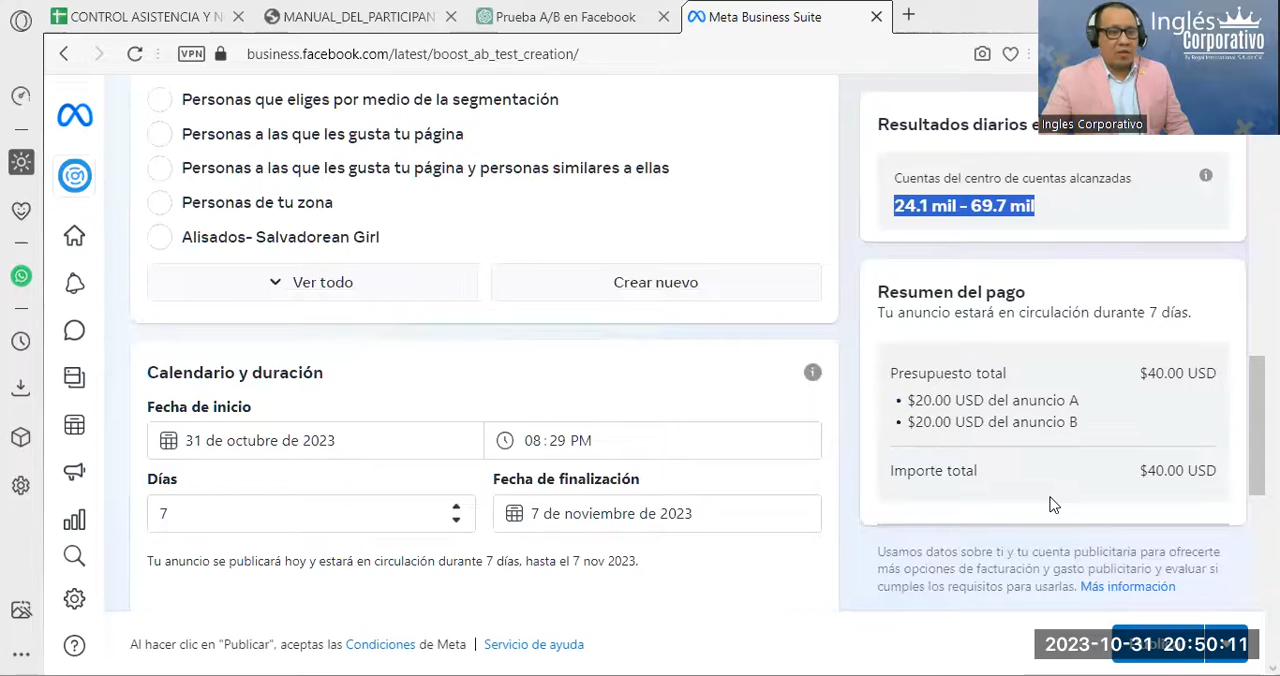 CONTROL ASISTENCIA Y N
MANUAL_DEL_PARTICIPAN
Prueba A/B en Facebook
Meta Business Suite
VPN
business.facebook.com/latest/boost_ab_test_creation/
Inglés
Corporativo
Ingles Corporativo
Personas que eliges por medio de la segmentación
Personas a las que les gusta tu página
Personas a las que les gusta tu página y personas similares a ellas
Personas de tu zona
Alisados- Salvadorean Girl
Ver todo
Crear nuevo
Calendario y duración
Fecha de inicio
31 de octubre de 2023
08:29 PM
Días
Fecha de finalización
7
7 de noviembre de 2023
Tu anuncio se publicará hoy y estará en circulación durante 7 días, hasta el 7 nov 2023.
Resultados diarios e
Cuentas del centro de cuentas alcanzadas
24.1 mil – 69.7 mil
Resumen del pago
Tu anuncio estará en circulación durante 7 días.
Presupuesto total $40.00 USD
• $20.00 USD del anuncio A
• $20.00 USD del anuncio B
Importe total $40.00 USD
Usamos datos sobre ti y tu cuenta publicitaria para ofrecerte
más opciones de facturación y gasto publicitario y evaluar si
cumples los requisitos para usarlas. Más información
Al hacer clic en "Publicar", aceptas las Condiciones de Meta | Servicio de ayuda
2023-10-31 20:50:11